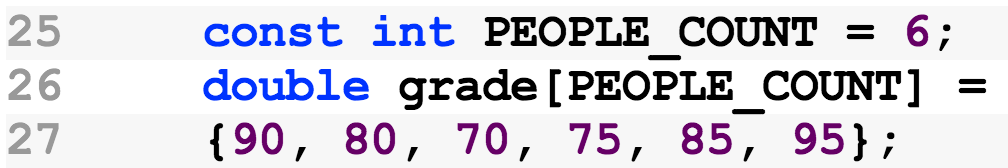 25 const int PEOPLE_COUNT = 6;
26 double grade[PEOPLE_COUNT] =
27 {90, 80, 70, 75, 85, 95};